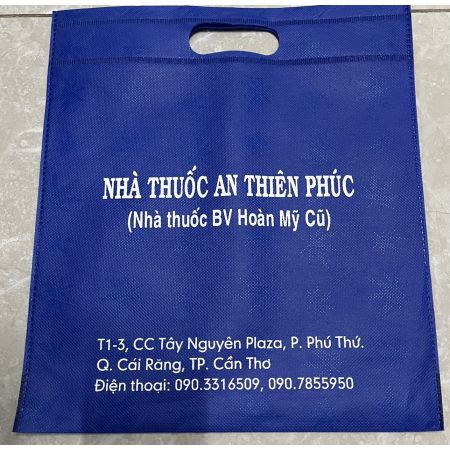 NHÀ THUỐC AN THIÊN PHÚC
(Nhà thuốc BV Hoàn Mỹ Cũ)
T1-3, CC Tây Nguyên Plaza, P. Phú Thứ.
Q. Cái Răng, TP. Cần Thơ
Điện thoại: 090.3316509, 090.7855950